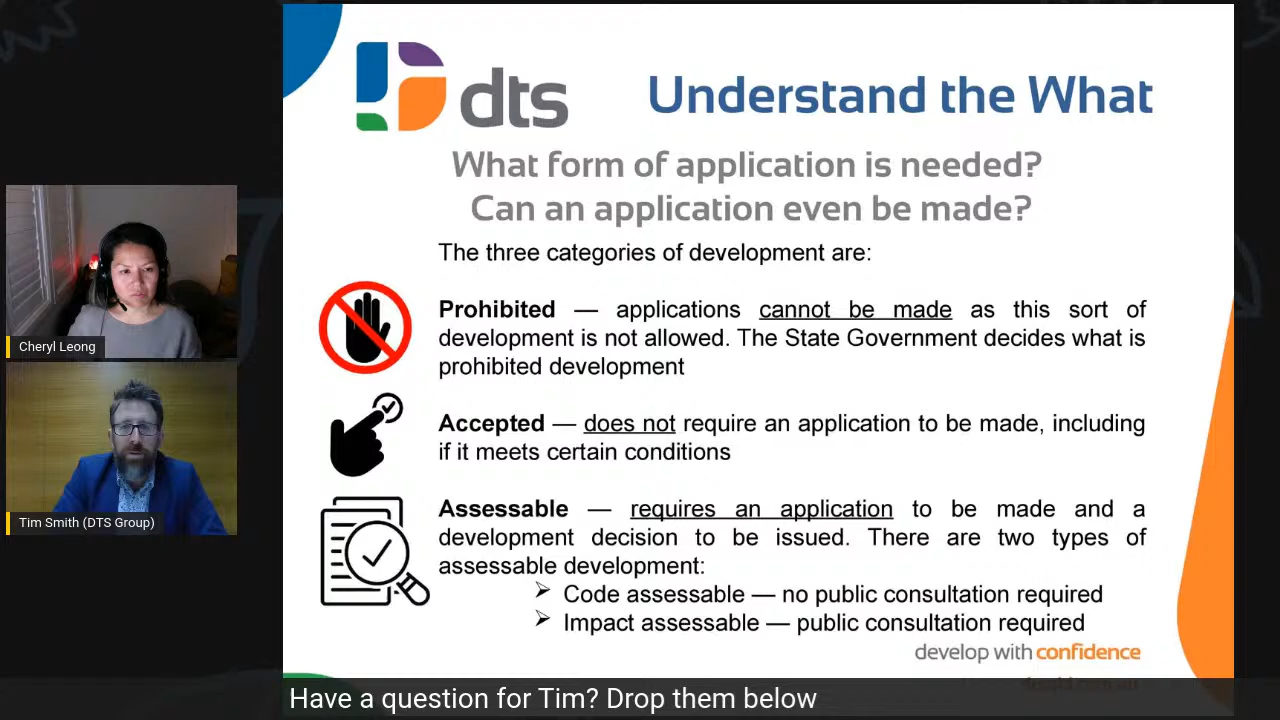 dts
Understand the What
What form of application is needed?
Can an application even be made?
The three categories of development are:
Prohibited — applications cannot be made as this sort of
development is not allowed. The State Government decides what is
prohibited development
Accepted — does not require an application to be made, including
if it meets certain conditions
Assessable — requires an application to be made and a
development decision to be issued. There are two types of
assessable development:
➢ Code assessable — no public consultation required
➢ Impact assessable — public consultation required
develop with confidence
Cheryl Leong
Tim Smith (DTS Group)
Have a question for Tim? Drop them below